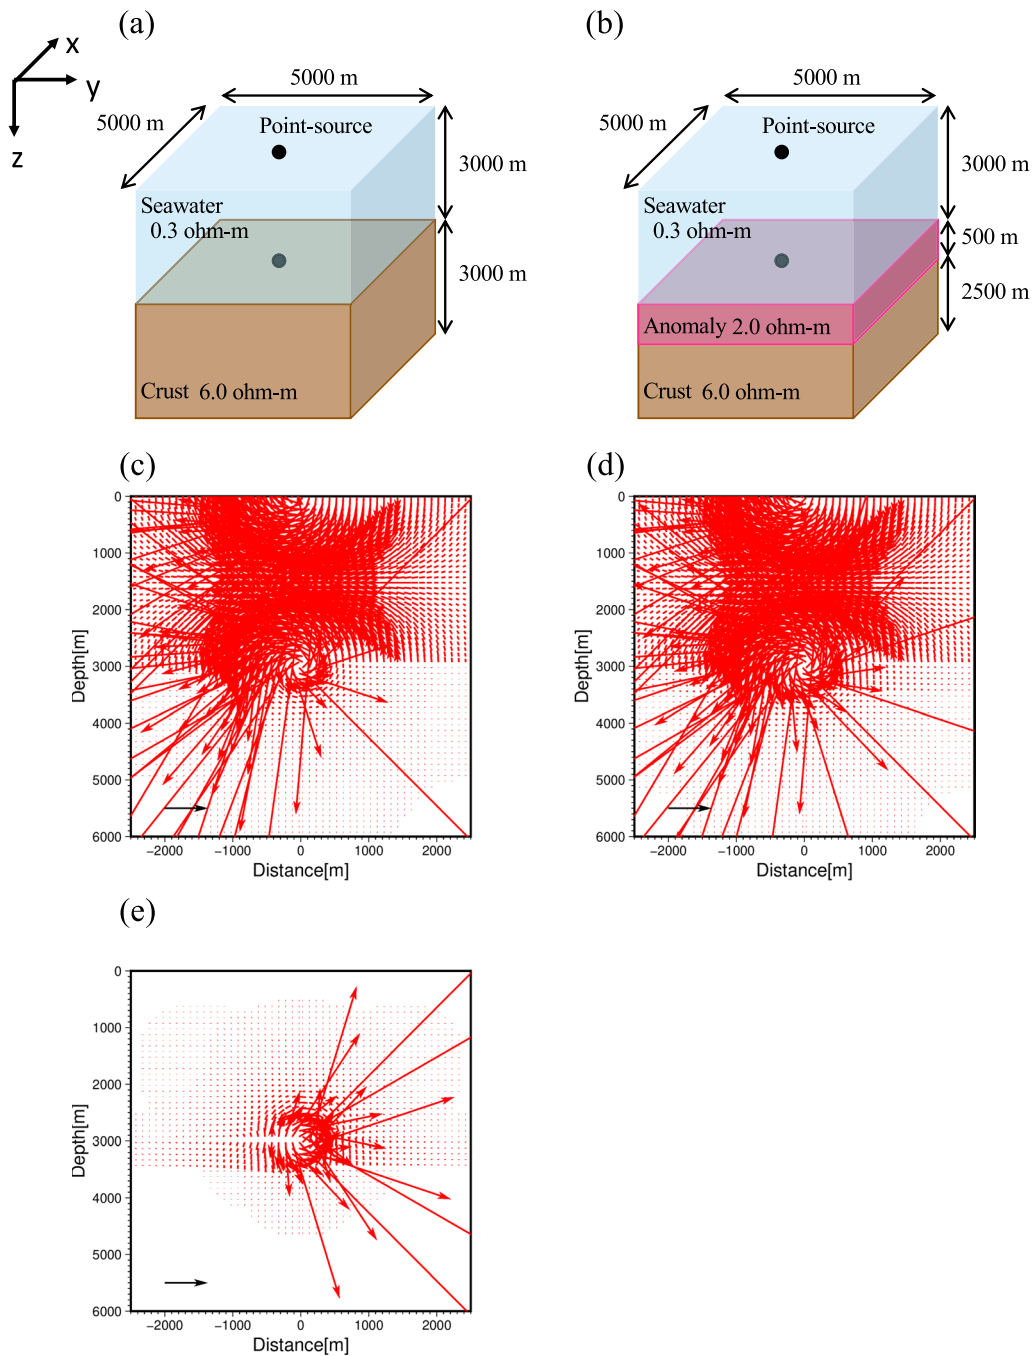 (a)
(b)
x
y
z
5000 m
5000 m
Point-source
3000 m
Seawater
0.3 ohm-m
3000 m
Crust 6.0 ohm-m
5000 m
5000 m
Point-source
3000 m
Seawater
0.3 ohm-m
500 m
2500 m
Anomaly 2.0 ohm-m
Crust 6.0 ohm-m
(c)
0
1000
2000
3000
4000
5000
6000
Depth[m]
−2000 −1000 0 1000 2000
Distance[m]
(d)
0
1000
2000
3000
4000
5000
6000
Depth[m]
−2000 −1000 0 1000 2000
Distance[m]
(e)
0
1000
2000
3000
4000
5000
6000
Depth[m]
−2000 −1000 0 1000 2000
Distance[m]